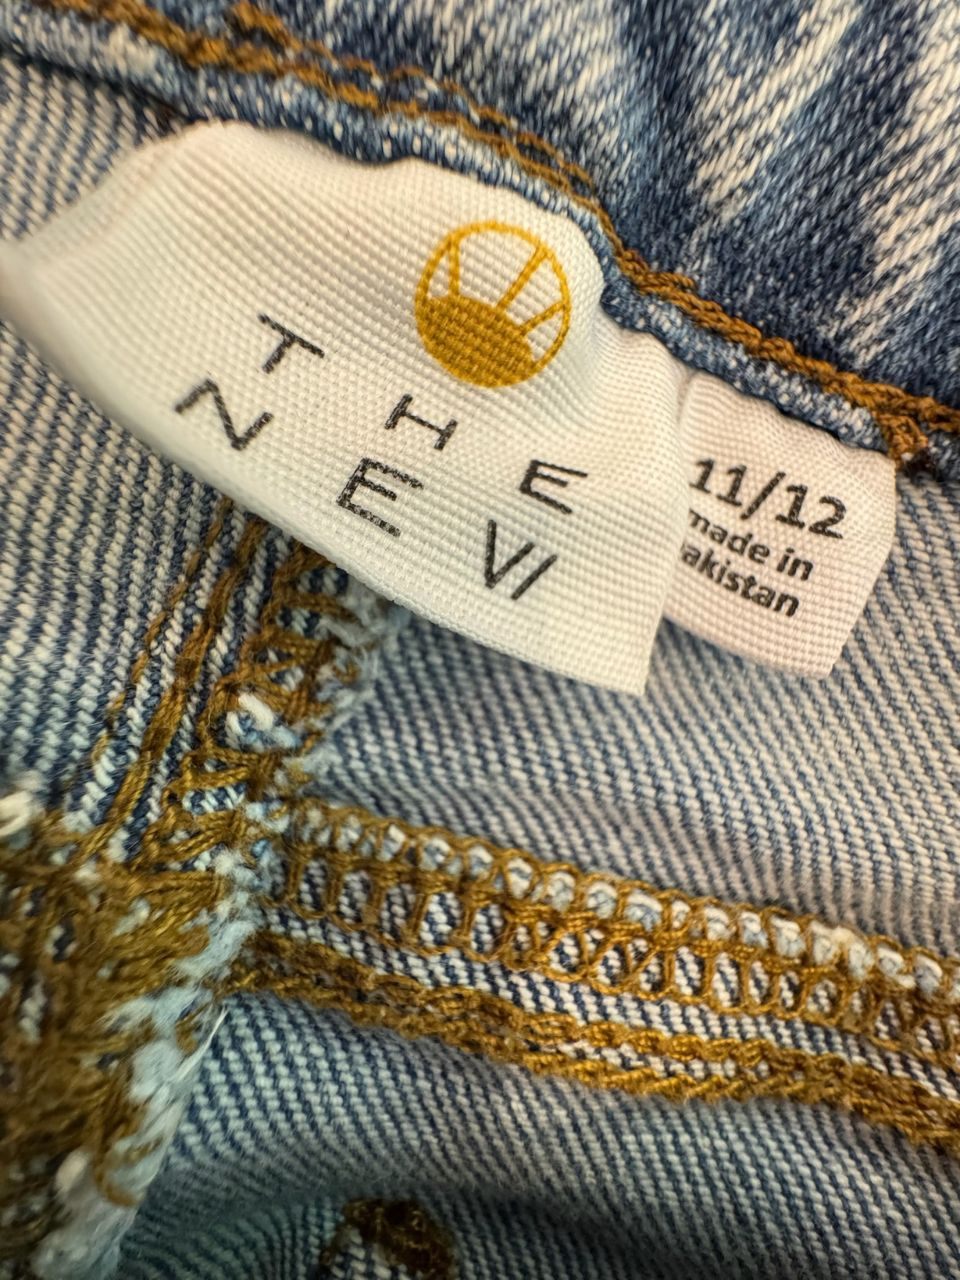 THE
NEW
11/12
made in
akistan